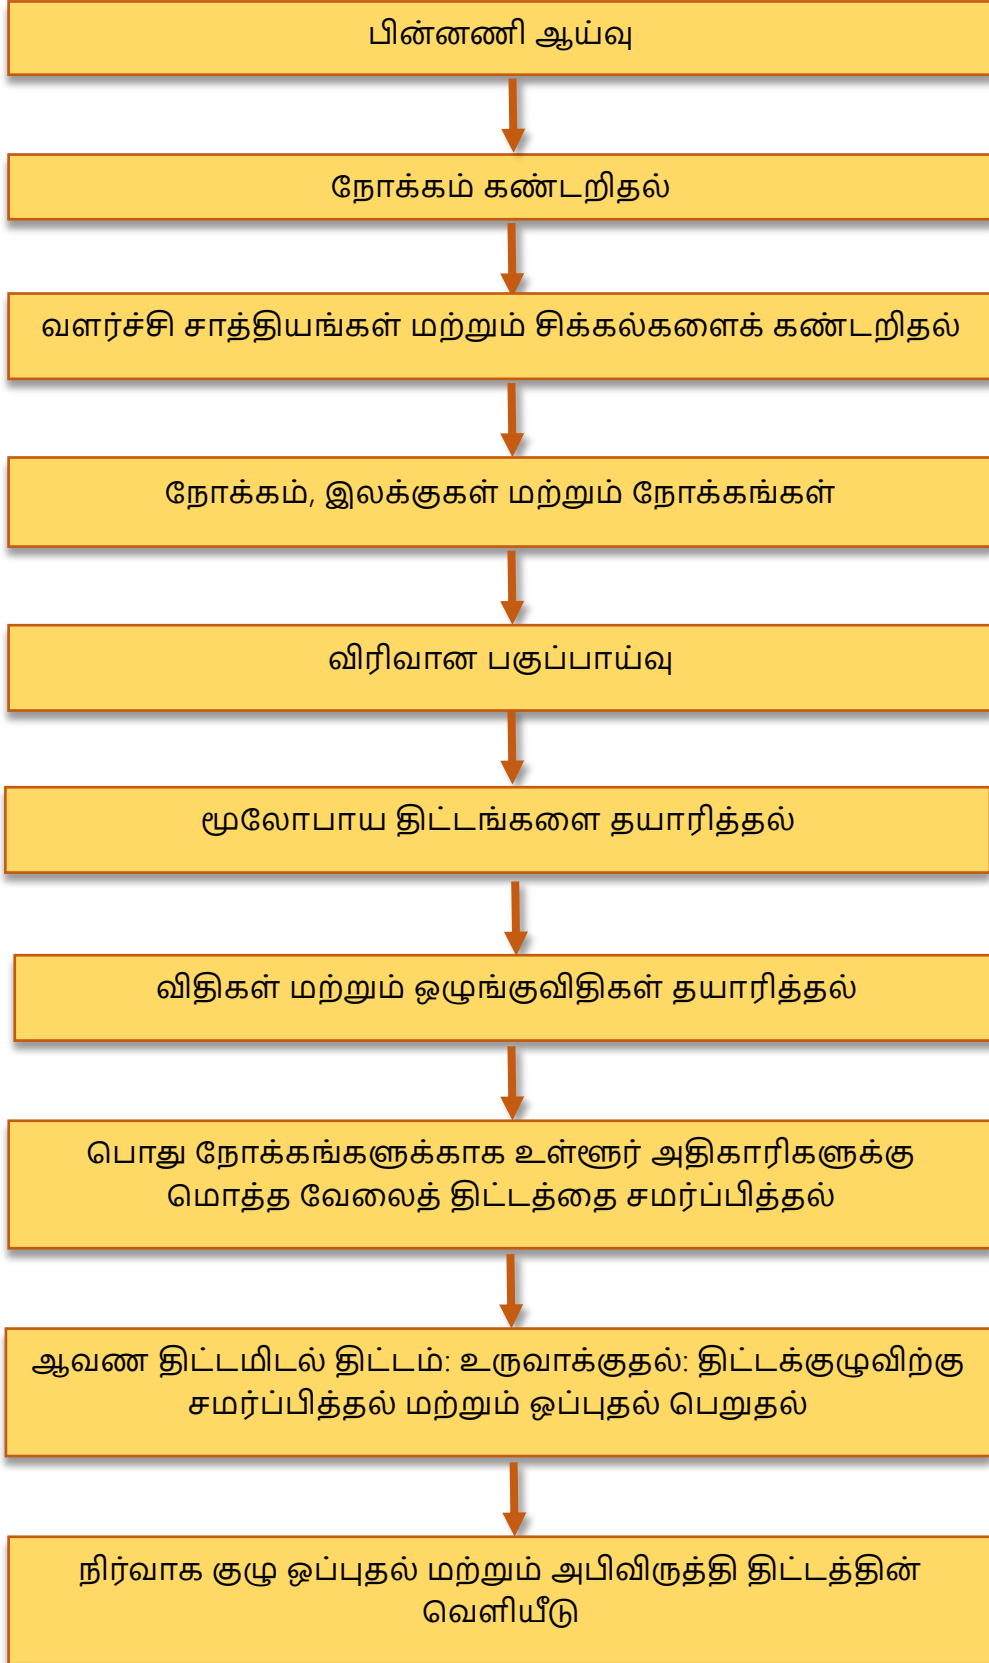 பின்னணி ஆய்வு
நோக்கம் கண்டறிதல்
வளர்ச்சி சாத்தியங்கள் மற்றும் சிக்கல்களைக் கண்டறிதல்
நோக்கம், இலக்குகள் மற்றும் நோக்கங்கள்
விரிவான பகுப்பாய்வு
மூலோபாய திட்டங்களை தயாரித்தல்
விதிகள் மற்றும் ஒழுங்குவிதிகள் தயாரித்தல்
பொது நோக்கங்களுக்காக உள்ளூர் அதிகாரிகளுக்கு
மொத்த வேலைத் திட்டத்தை சமர்ப்பித்தல்
ஆவண திட்டமிடல் திட்டம்: உருவாக்குதல்: திட்டக்குழுவிற்கு
சமர்ப்பித்தல் மற்றும் ஒப்புதல் பெறுதல்
நிர்வாக குழு ஒப்புதல் மற்றும் அபிவிருத்தி திட்டத்தின்
வெளியீடு